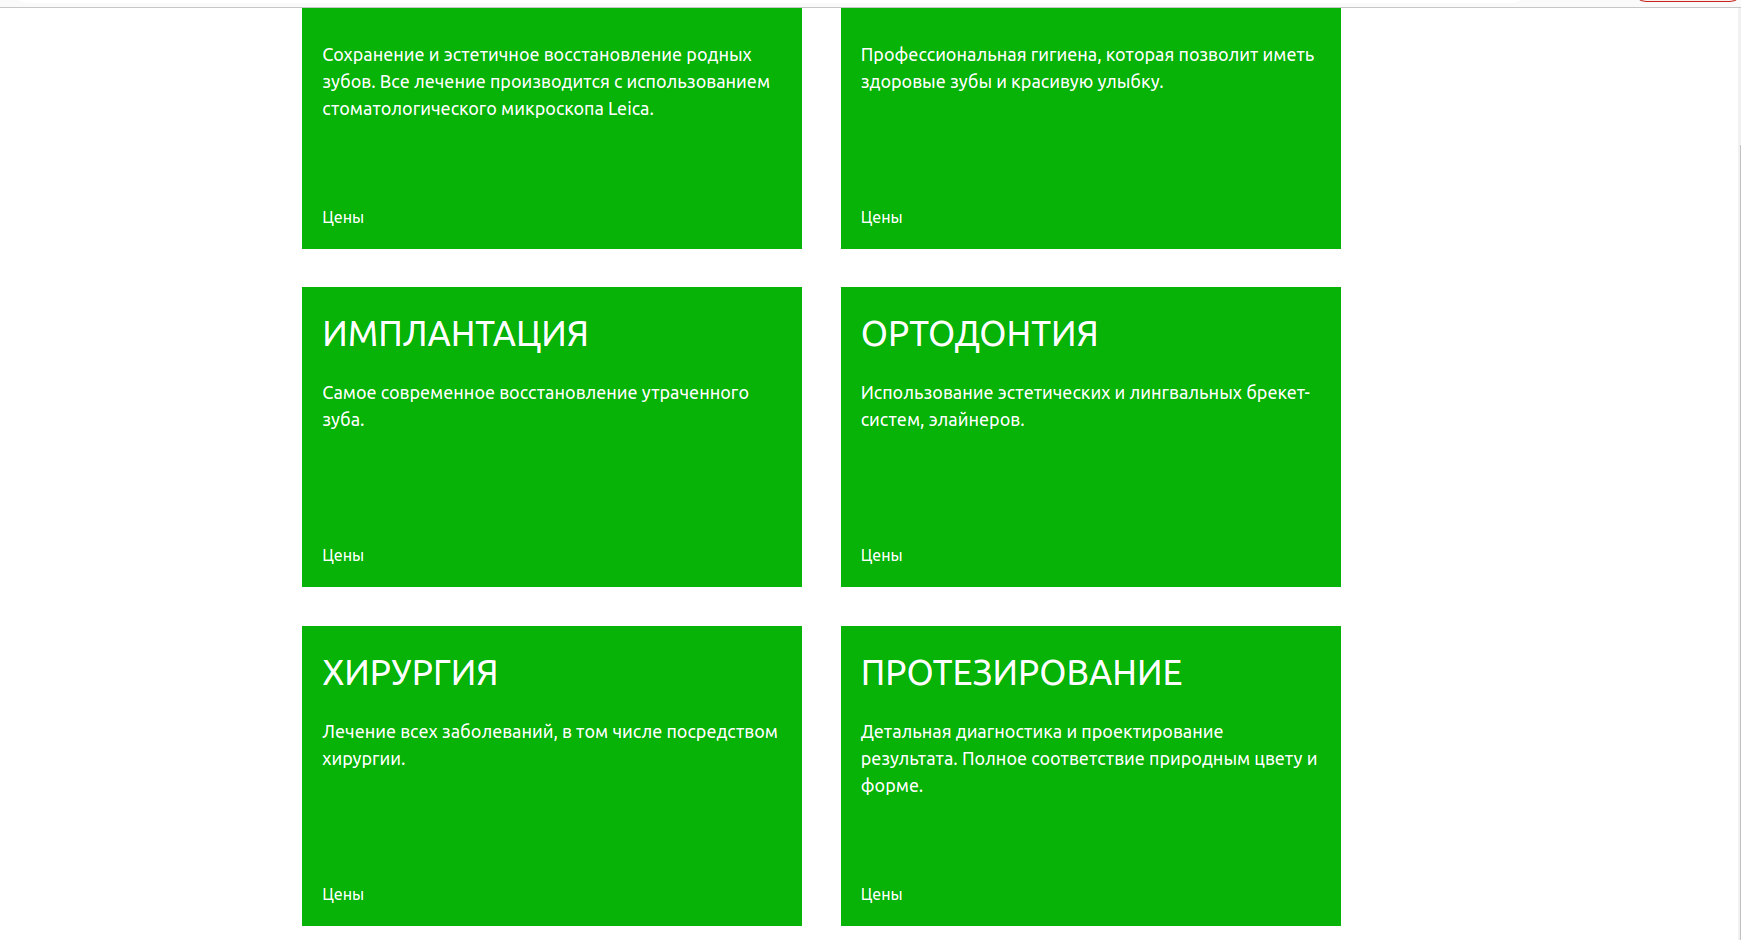 Сохранение и эстетичное восстановление родных
зубов. Все лечение производится с использованием
стоматологического микроскопа Leica.
Цены
Профессиональная гигиена, которая позволит иметь
здоровые зубы и красивую улыбку.
Цены
ИМПЛАНТАЦИЯ
Самое современное восстановление утраченного
зуба.
Цены
ОРТОДОНТИЯ
Использование эстетических и лингвальных брекет-
систем, элайнеров.
Цены
ХИРУРГИЯ
Лечение всех заболеваний, в том числе посредством
хирургии.
Цены
ПРОТЕЗИРОВАНИЕ
Детальная диагностика и проектирование
результата. Полное соответствие природным цвету и
форме.
Цены